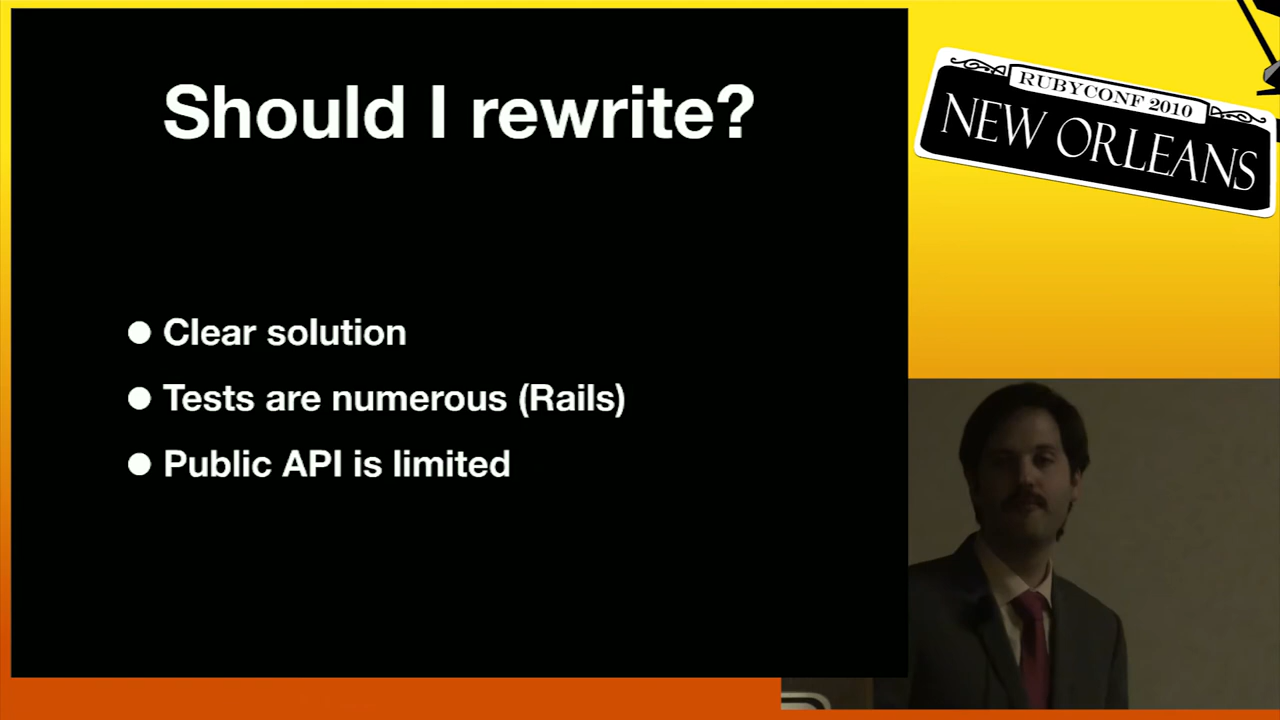 Should I rewrite?
● Clear solution
● Tests are numerous (Rails)
● Public API is limited
RUBYCONF 2010
NEW ORLEANS